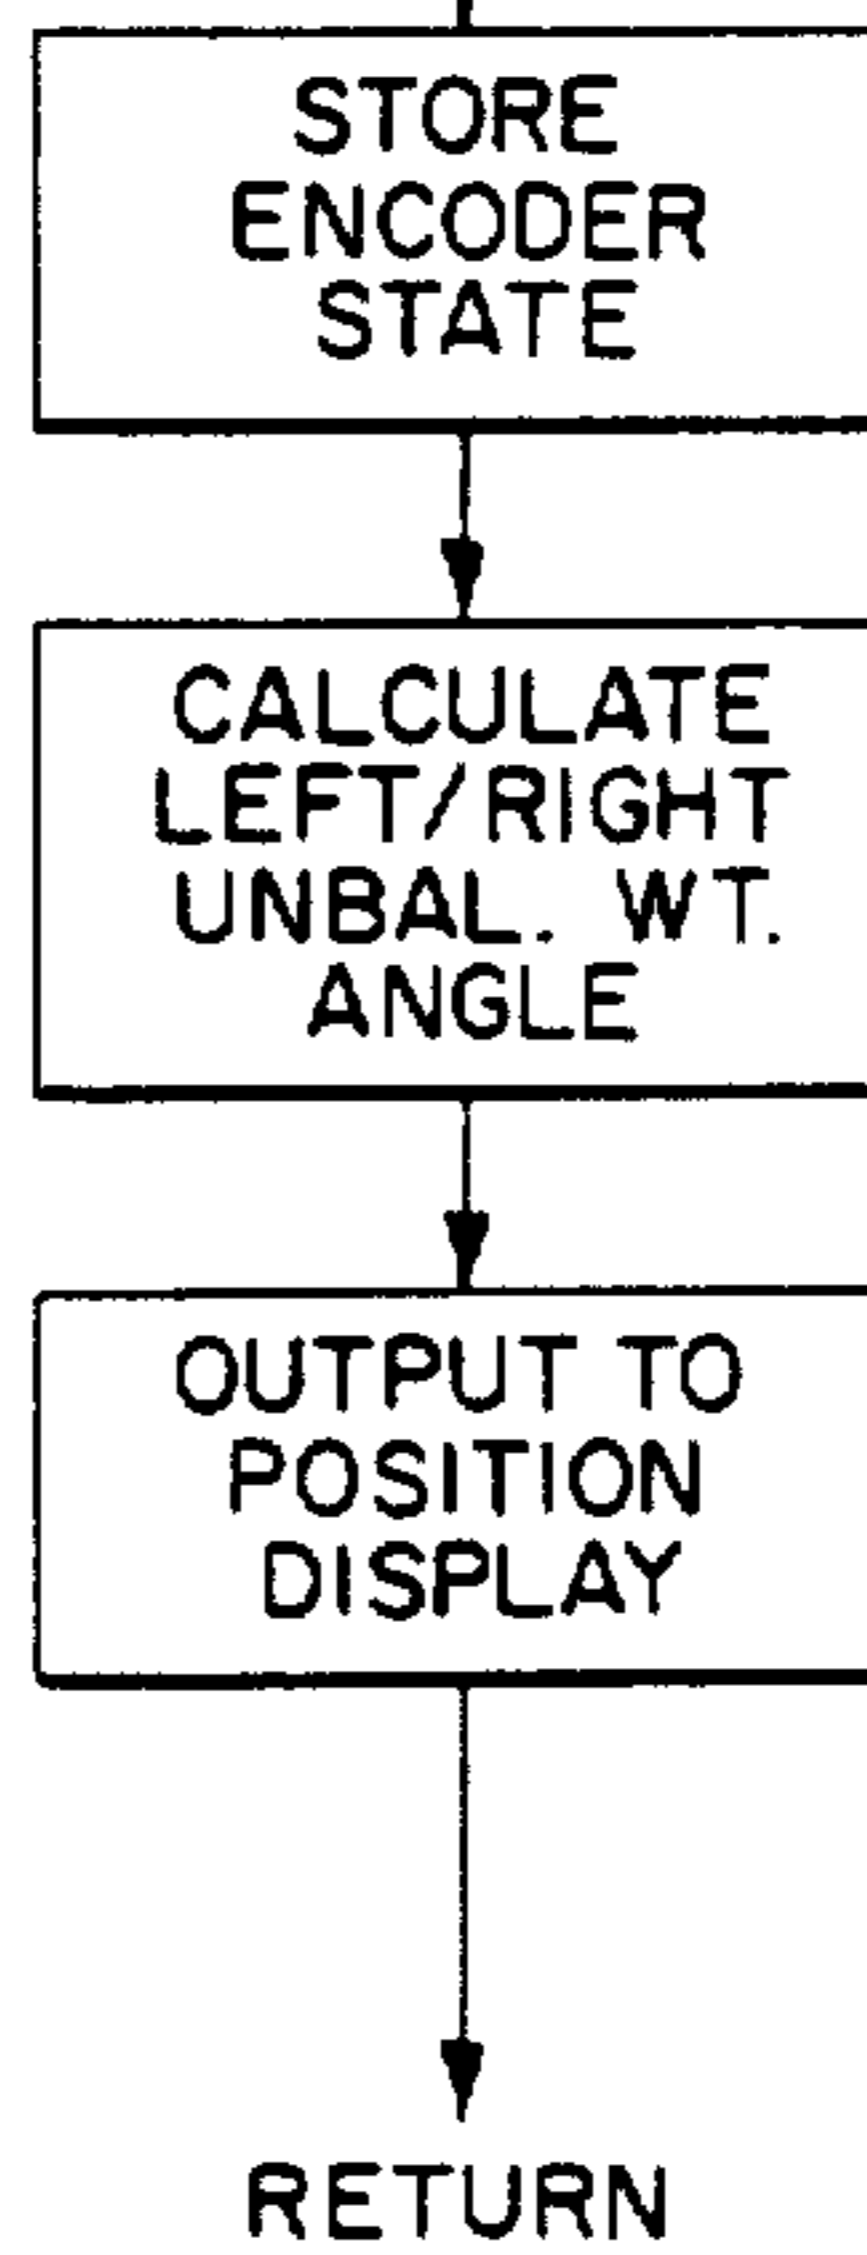 STORE
ENCODER
STATE
CALCULATE
LEFT/RIGHT
UNBAL. WT.
ANGLE
OUTPUT TO
POSITION
DISPLAY
RETURN